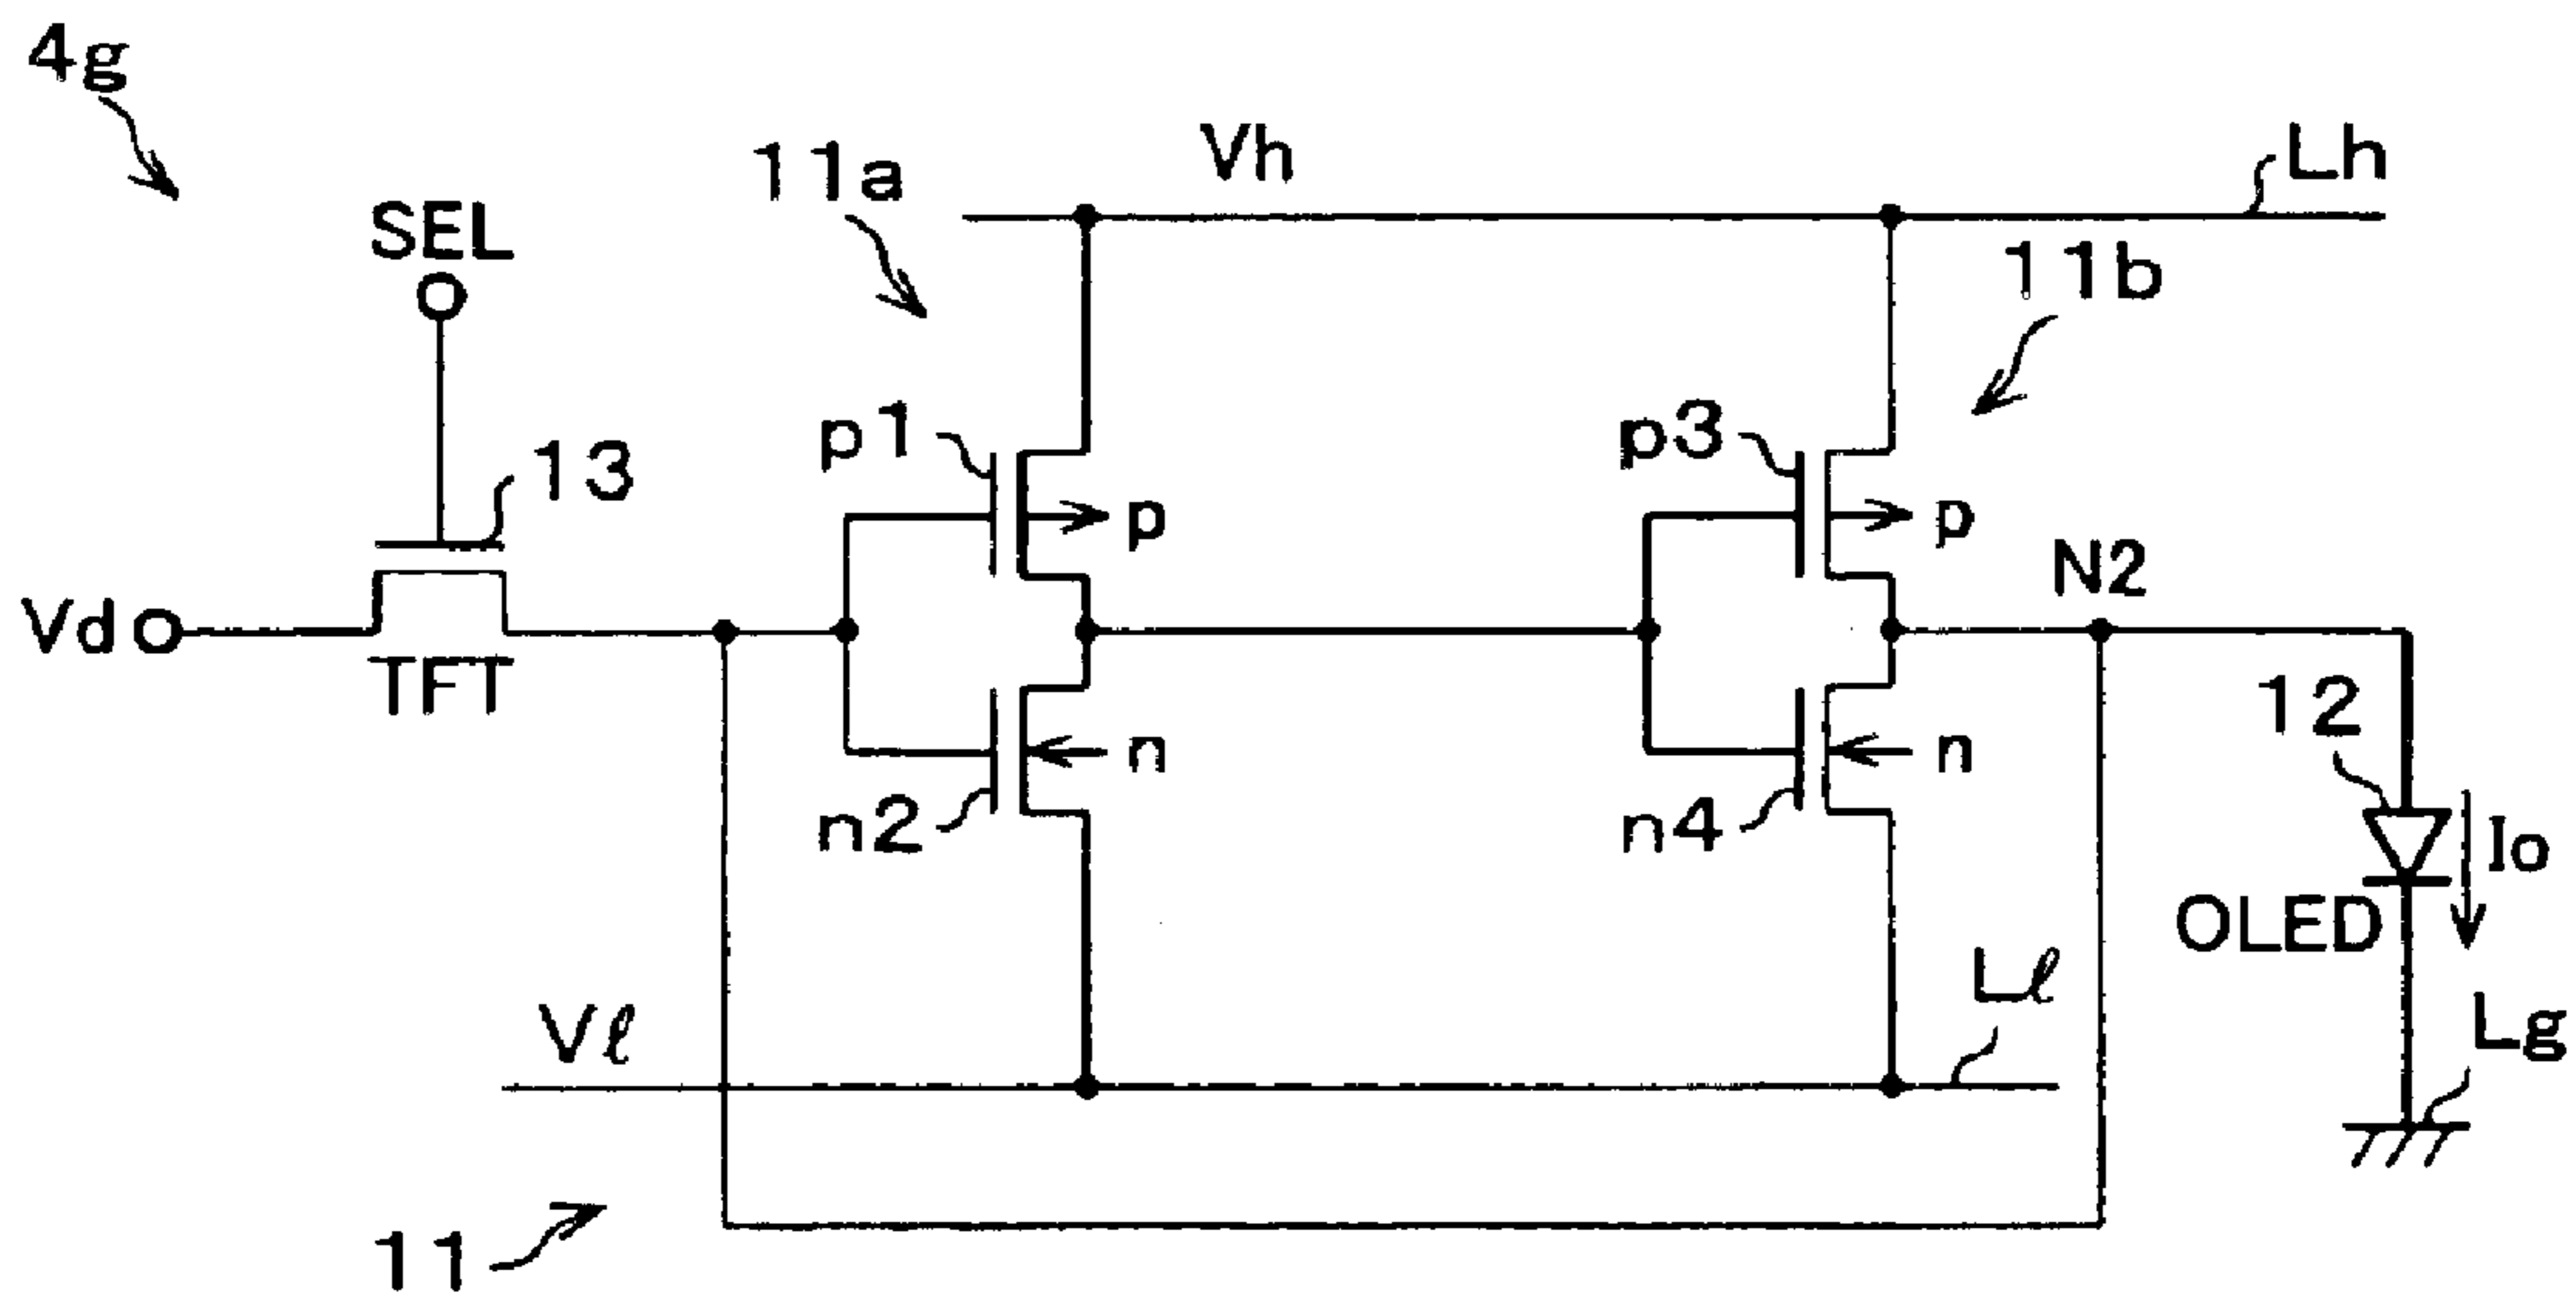 4g
Vh
Lh
11a
SEL
11b
p1
p3
13
p
p
N2
Vd
TFT
12
n
n
n2
n4
Io
OLED
Lℓ
Vℓ
Lg
11